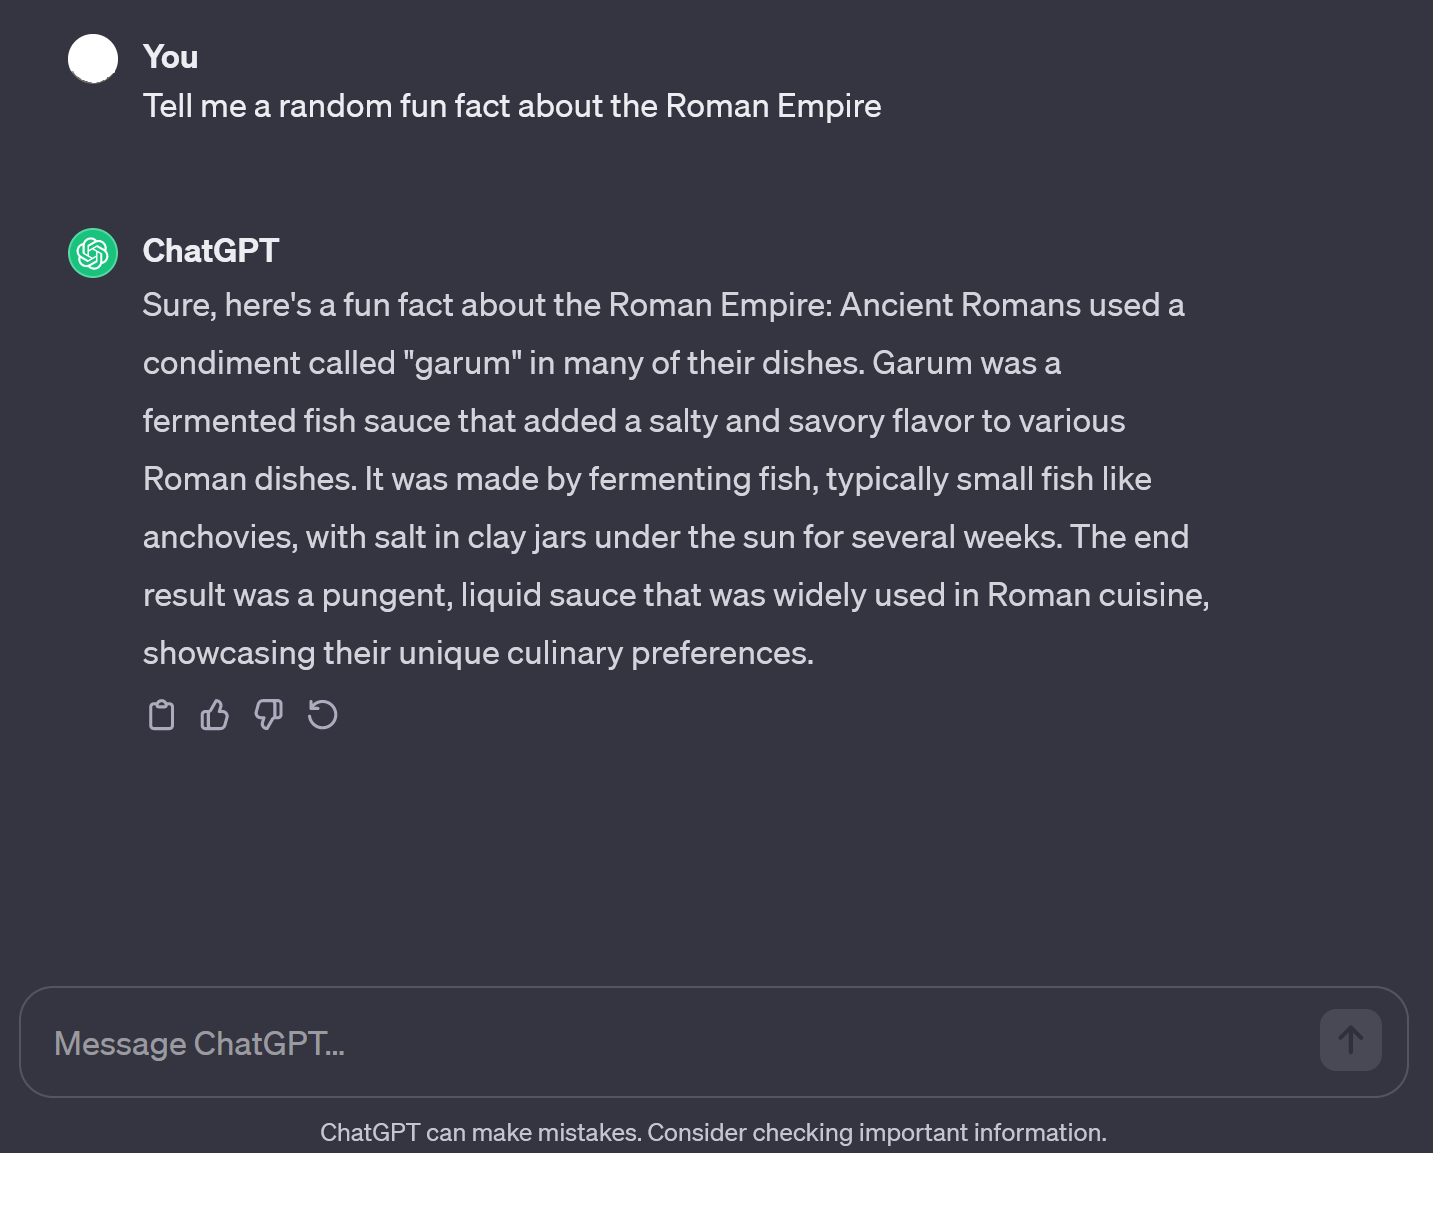 You
Tell me a random fun fact about the Roman Empire
ChatGPT
Sure, here's a fun fact about the Roman Empire: Ancient Romans used a
condiment called "garum" in many of their dishes. Garum was a
fermented fish sauce that added a salty and savory flavor to various
Roman dishes. It was made by fermenting fish, typically small fish like
anchovies, with salt in clay jars under the sun for several weeks. The end
result was a pungent, liquid sauce that was widely used in Roman cuisine,
showcasing their unique culinary preferences.
Message ChatGPT...
ChatGPT can make mistakes. Consider checking important information.